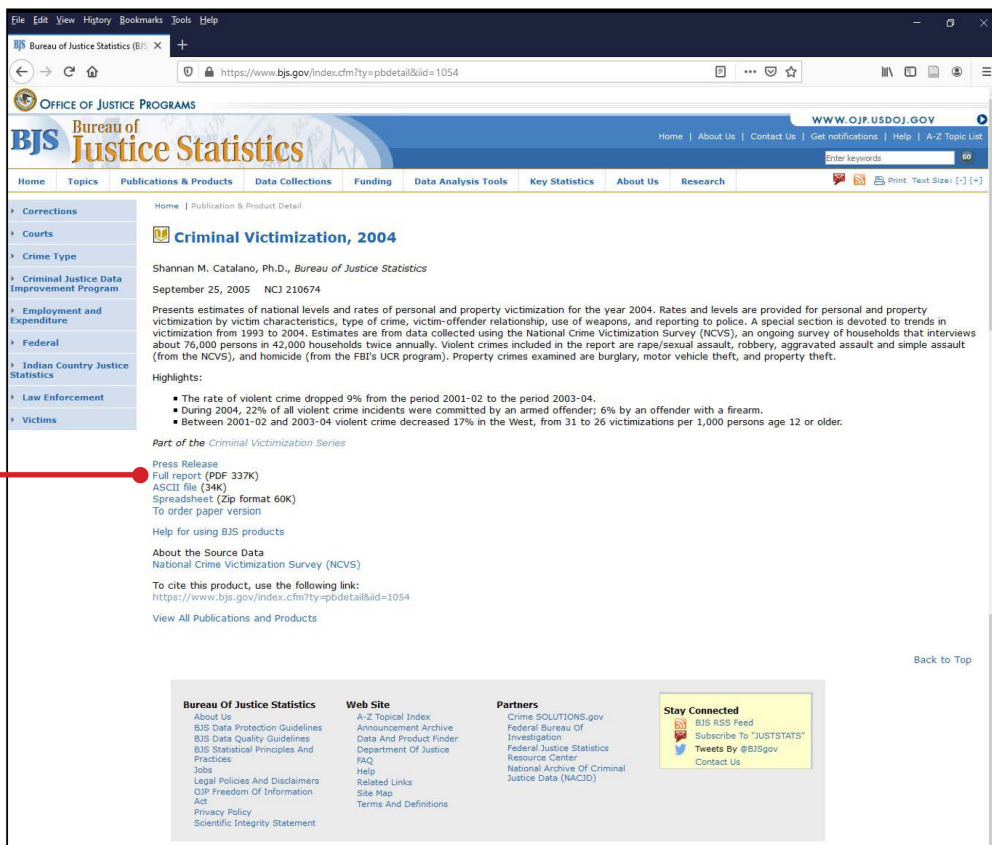 File Edit View History Bookmarks Tools Help
BJS Bureau of Justice Statistics (BJS
https://www.bjs.gov/index.cfm?ty=pbdetail&iid=1054
OFFICE OF JUSTICE PROGRAMS
WWW.OJP.USDOJ.GOV
BJS Bureau of Justice Statistics
Home | About Us | Contact Us | Get notifications | Help | A-Z Topic List
Enter keywords GO
Home Topics Publications & Products Data Collections Funding Data Analysis Tools Key Statistics About Us Research
Print Text Size: [-] [+]
Corrections
Courts
Crime Type
Criminal Justice Data
Improvement Program
Employment and
Expenditure
Federal
Indian Country Justice
Statistics
Law Enforcement
Victims
Home | Publication & Product Detail
Criminal Victimization, 2004
Shannan M. Catalano, Ph.D., Bureau of Justice Statistics
September 25, 2005 NCJ 210674
Presents estimates of national levels and rates of personal and property victimization for the year 2004. Rates and levels are provided for personal and property
victimization by victim characteristics, type of crime, victim-offender relationship, use of weapons, and reporting to police. A special section is devoted to trends in
victimization from 1993 to 2004. Estimates are from data collected using the National Crime Victimization Survey (NCVS), an ongoing survey of households that interviews
about 76,000 persons in 42,000 households twice annually. Violent crimes included in the report are rape/sexual assault, robbery, aggravated assault and simple assault
(from the NCVS), and homicide (from the FBI's UCR program). Property crimes examined are burglary, motor vehicle theft, and property theft.
Highlights:
▪ The rate of violent crime dropped 9% from the period 2001-02 to the period 2003-04.
▪ During 2004, 22% of all violent crime incidents were committed by an armed offender; 6% by an offender with a firearm.
▪ Between 2001-02 and 2003-04 violent crime decreased 17% in the West, from 31 to 26 victimizations per 1,000 persons age 12 or older.
Part of the Criminal Victimization Series
Press Release
Full report (PDF 337K)
ASCII file (34K)
Spreadsheet (Zip format 60K)
To order paper version
Help for using BJS products
About the Source Data
National Crime Victimization Survey (NCVS)
To cite this product, use the following link:
https://www.bjs.gov/index.cfm?ty=pbdetail&iid=1054
View All Publications and Products
Back to Top
Bureau Of Justice Statistics
About Us
BJS Data Protection Guidelines
BJS Data Quality Guidelines
BJS Statistical Principles And
Practices
Jobs
Legal Policies And Disclaimers
OJP Freedom Of Information
Act
Privacy Policy
Scientific Integrity Statement
Web Site
A-Z Topical Index
Announcement Archive
Data And Product Finder
Department Of Justice
FAQ
Help
Related Links
Site Map
Terms And Definitions
Partners
Crime SOLUTIONS.gov
Federal Bureau Of
Investigation
Federal Justice Statistics
Resource Center
National Archive Of Criminal
Justice Data (NACJD)
Stay Connected
BJS RSS Feed
Subscribe To "JUSTSTATS"
Tweets By @BJSgov
Contact Us